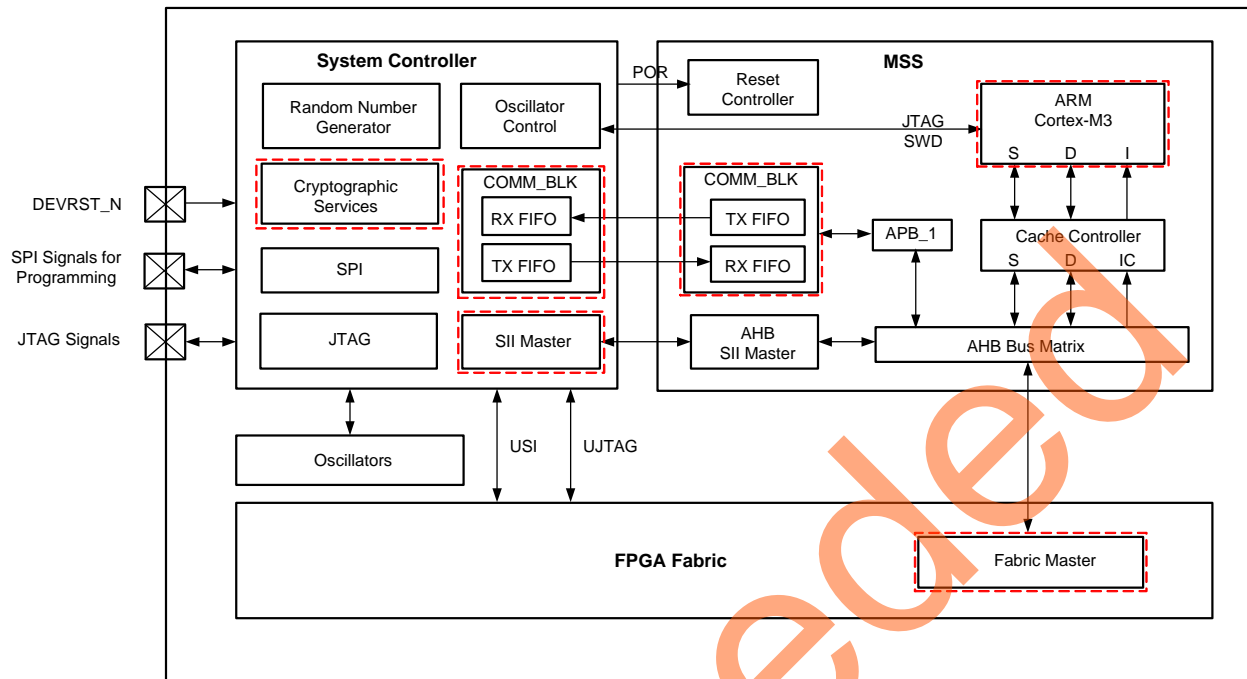 System Controller
MSS
POR
Reset
Controller
Random Number
Generator
Oscillator
Control
JTAG
SWD
ARM
Cortex-M3
S D I
DEVRST_N
Cryptographic
Services
COMM_BLK
RX FIFO
TX FIFO
COMM_BLK
TX FIFO
RX FIFO
APB_1
Cache Controller
S D IC
SPI Signals for
Programming
SPI
JTAG Signals
JTAG
SII Master
AHB
SII Master
AHB Bus Matrix
Oscillators
USI
UJTAG
FPGA Fabric
Fabric Master
eded